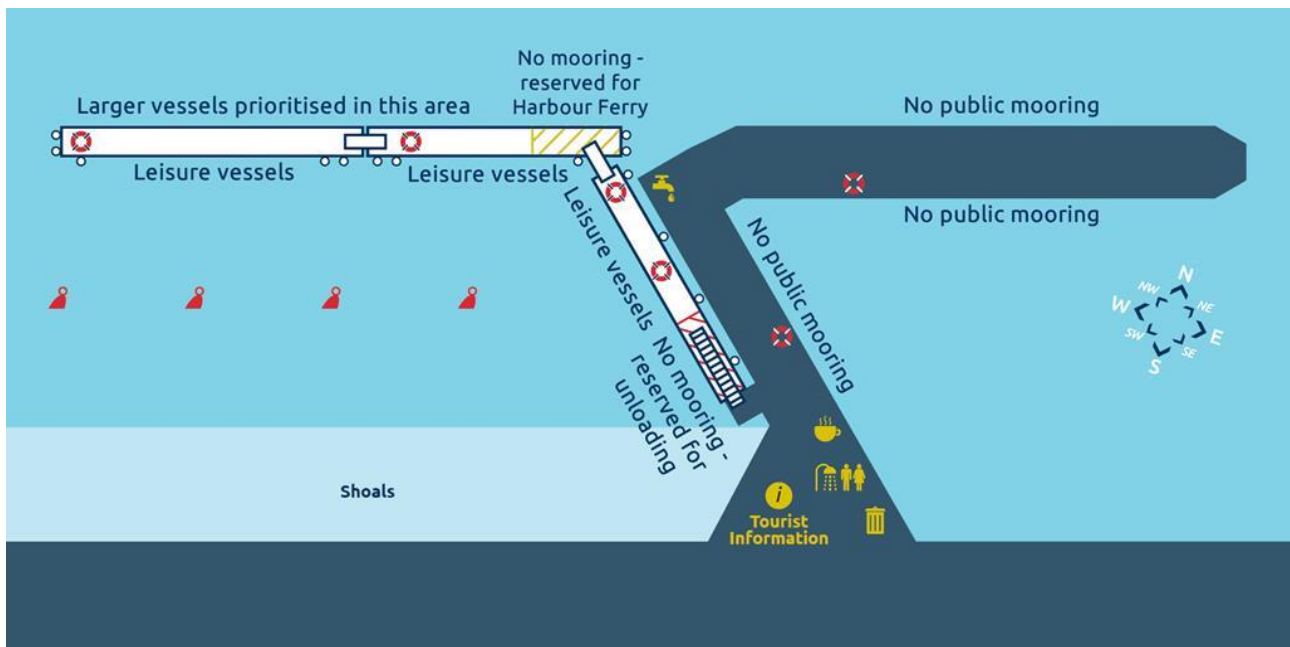 No mooring -
reserved for
Harbour Ferry
Larger vessels prioritised in this area
No public mooring
Leisure vessels
Leisure vessels
No public mooring
Leisure vessels
No public mooring
No mooring -
reserved for
unloading
N
NW
NE
W
E
SW
SE
S
Shoals
i
Tourist
Information